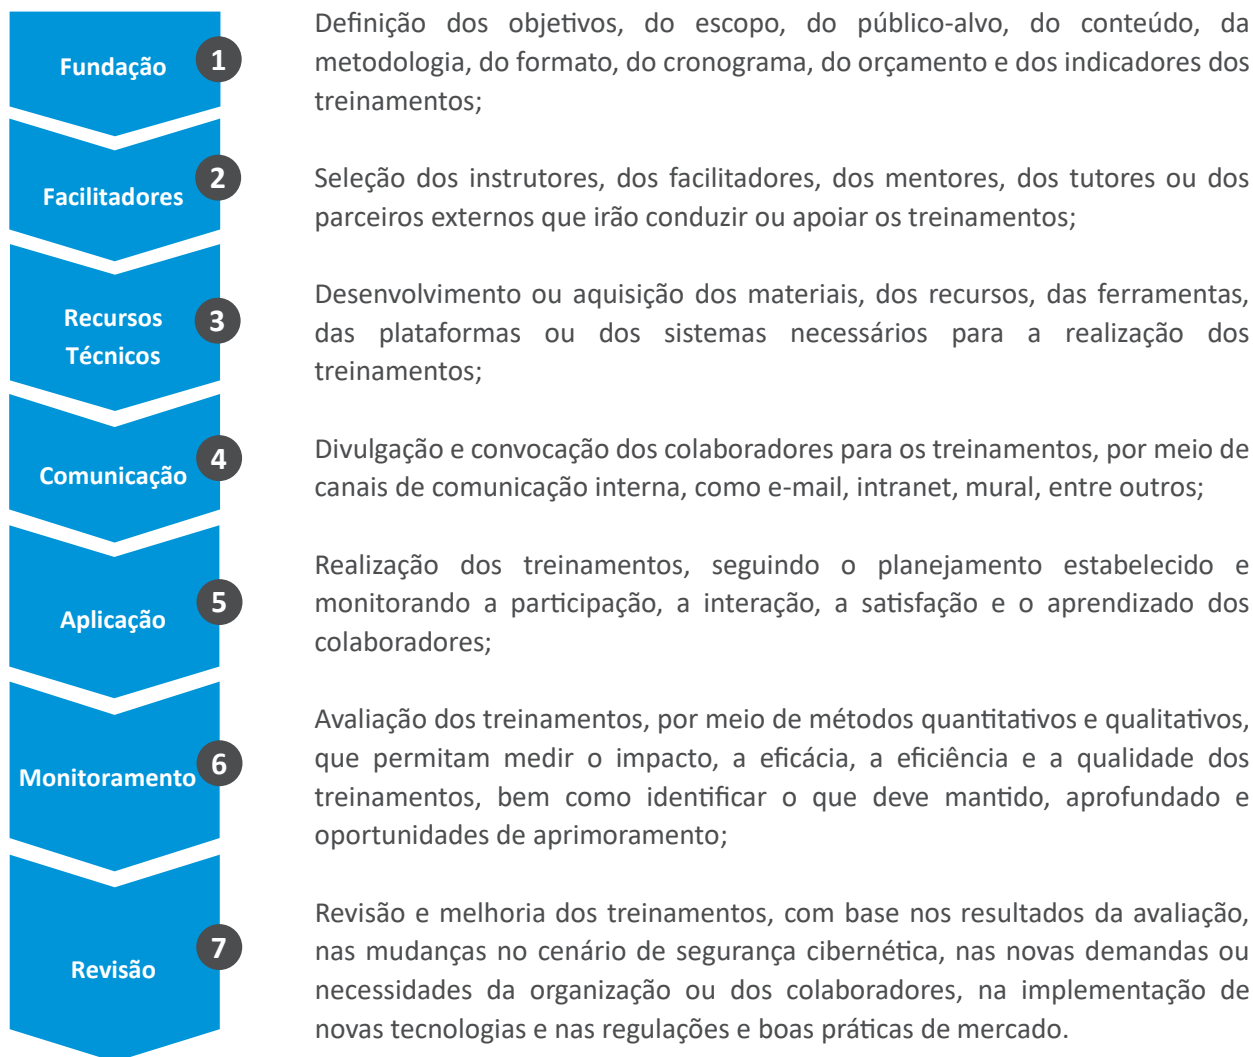 Fundação 1
Definição dos objetivos, do escopo, do público-alvo, do conteúdo, da
metodologia, do formato, do cronograma, do orçamento e dos indicadores dos
treinamentos;
Facilitadores 2
Seleção dos instrutores, dos facilitadores, dos mentores, dos tutores ou dos
parceiros externos que irão conduzir ou apoiar os treinamentos;
Recursos
Técnicos
3
Desenvolvimento ou aquisição dos materiais, dos recursos, das ferramentas,
das plataformas ou dos sistemas necessários para a realização dos
treinamentos;
Comunicação 4
Divulgação e convocação dos colaboradores para os treinamentos, por meio de
canais de comunicação interna, como e-mail, intranet, mural, entre outros;
Aplicação 5
Realização dos treinamentos, seguindo o planejamento estabelecido e
monitorando a participação, a interação, a satisfação e o aprendizado dos
colaboradores;
Monitoramento 6
Avaliação dos treinamentos, por meio de métodos quantitativos e qualitativos,
que permitam medir o impacto, a eficácia, a eficiência e a qualidade dos
treinamentos, bem como identificar o que deve mantido, aprofundado e
oportunidades de aprimoramento;
Revisão 7
Revisão e melhoria dos treinamentos, com base nos resultados da avaliação,
nas mudanças no cenário de segurança cibernética, nas novas demandas ou
necessidades da organização ou dos colaboradores, na implementação de
novas tecnologias e nas regulações e boas práticas de mercado.